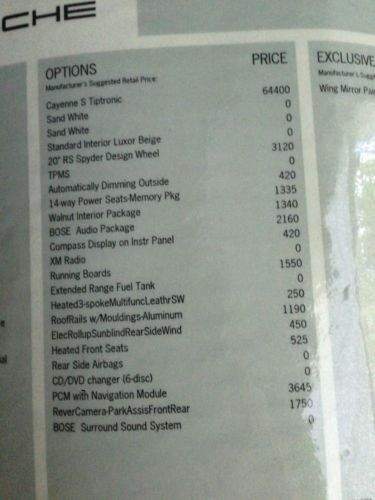 CHE
OPTIONS PRICE
Manufacturer's Suggested Retail Price:
Cayenne S Tiptronic 64400
Sand White 0
Sand White 0
Standard Interior Luxor Beige 0
20" RS Spyder Design Wheel 3120
TPMS 0
Automatically Dimming Outside 420
14-way Power Seats-Memory Pkg 1335
Walnut Interior Package 1340
BOSE Audio Package 2160
Compass Display on Instr Panel 420
XM Radio 0
Running Boards 1550
Extended Range Fuel Tank 0
Heated3-spokeMultifuncLeathrSW 250
RoofRails w/Mouldings-Aluminum 1190
ElecRollupSunblindRearSideWind 450
Heated Front Seats 525
Rear Side Airbags 0
CD/DVD changer (6-disc) 0
PCM with Navigation Module 3645
ReverCamera-ParkAssisFrontRear 1750
BOSE Surround Sound System 0
EXCLUSIVE
Manufacturer's Suggested
Wing Mirror Pai